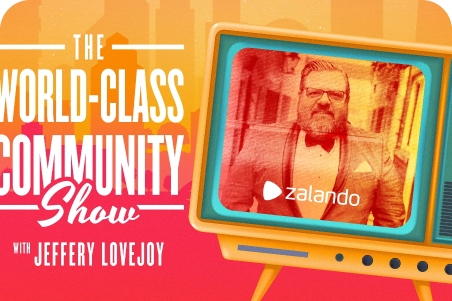 THE
WORLD-CLASS
COMMUNITY
Show
WITH JEFFERY LOVEJOY
zalando